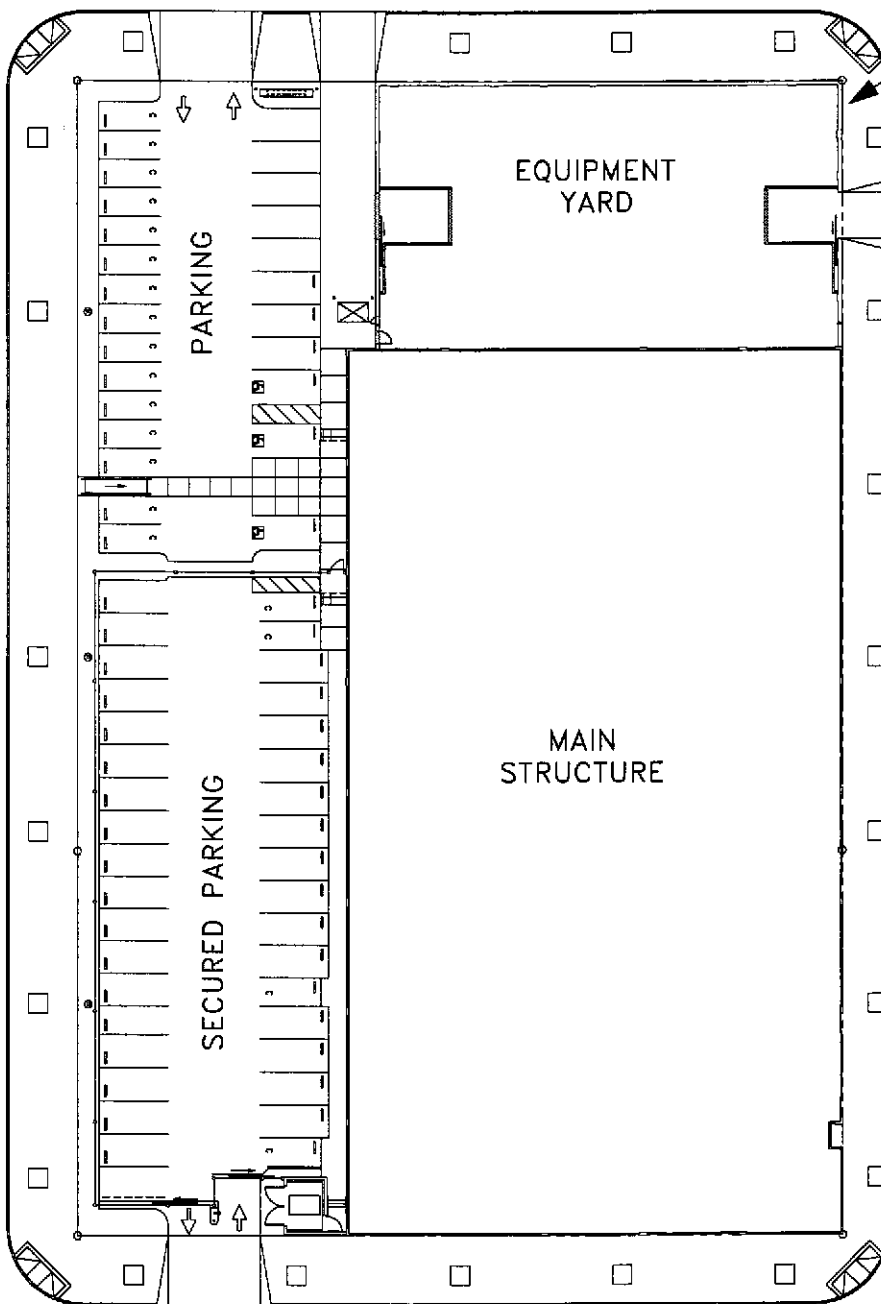 EQUIPMENT
YARD
PARKING
MAIN
STRUCTURE
SECURED PARKING